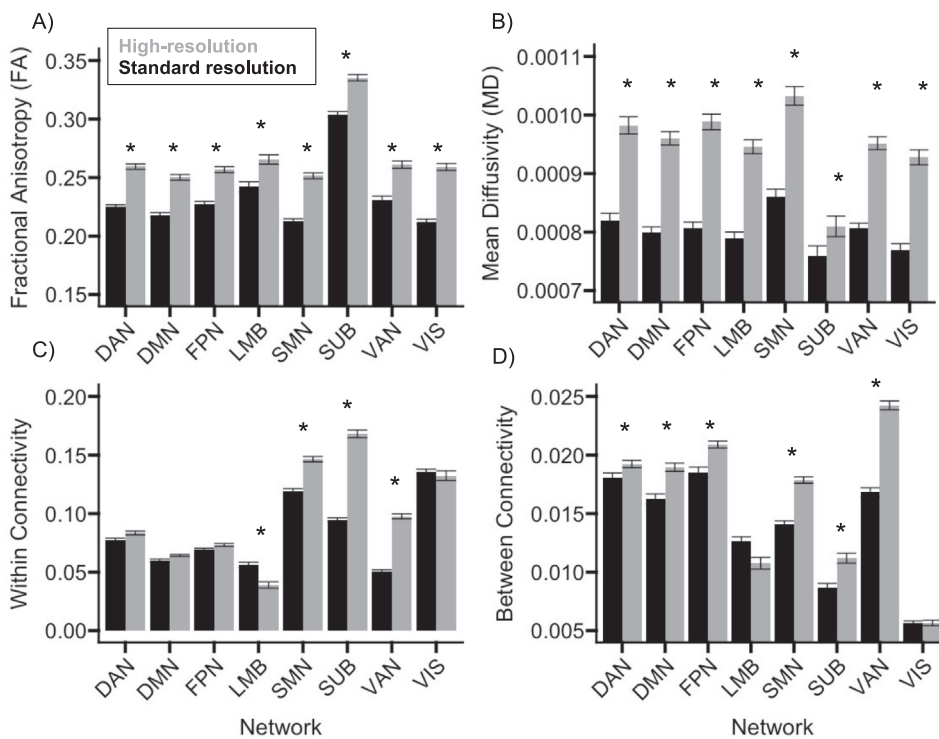 A)
High-resolution
Standard resolution
Fractional Anisotropy (FA)
0.35
0.30
0.25
0.20
0.15
* * * * * * * *
DAN DMN FPN LMB SMN SUB VAN VIS
B)
Mean Diffusivity (MD)
0.0011
0.0010
0.0009
0.0008
0.0007
* * * * * * * *
DAN DMN FPN LMB SMN SUB VAN VIS
C)
Within Connectivity
0.20
0.15
0.10
0.05
0.00
* * * *
DAN DMN FPN LMB SMN SUB VAN VIS
Network
D)
Between Connectivity
0.025
0.020
0.015
0.010
0.005
* * * * * *
DAN DMN FPN LMB SMN SUB VAN VIS
Network